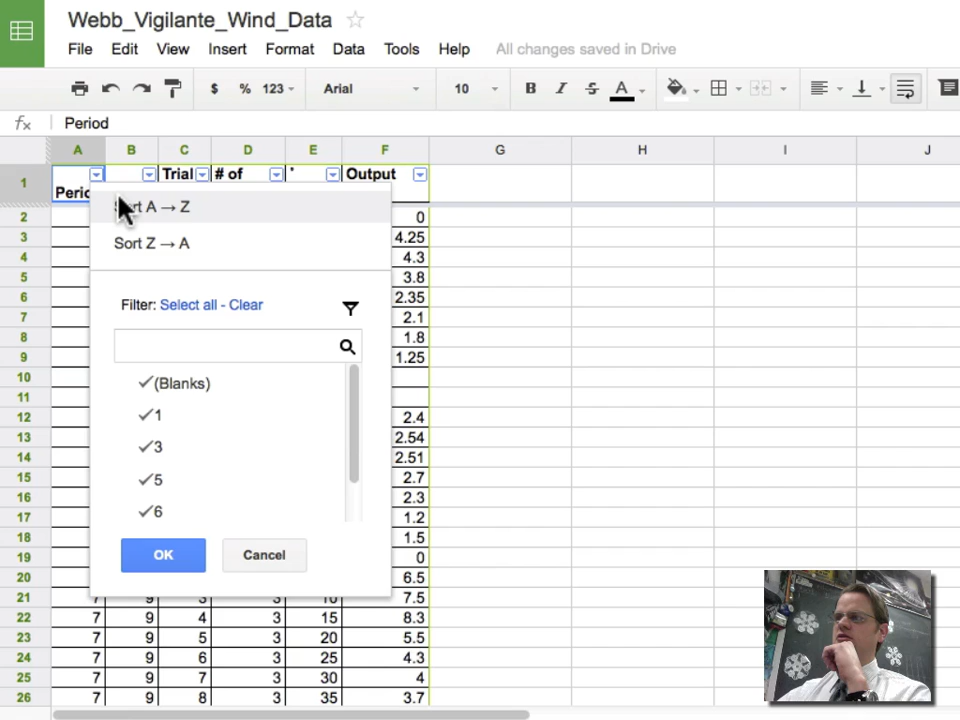 Webb_Vigilante_Wind_Data
File Edit View Insert Format Data Tools Help All changes saved in Drive
$ % 123 Arial 10 B I S A
fx Period
A B C D E F G H I J
1 Trial # of ' Output
Sort A → Z
Sort Z → A
Filter: Select all - Clear
(Blanks)
1
3
5
6
OK Cancel
2 0
3 4.25
4 4.3
5 3.8
6 2.35
7 2.1
8 1.8
9 1.25
10
11
12 2.4
13 2.54
14 2.51
15 2.7
16 2.3
17 1.2
18 1.5
19 0
20 6.5
21 7 9 3 3 10 7.5
22 7 9 4 3 15 8.3
23 7 9 5 3 20 5.5
24 7 9 6 3 25 4.3
25 7 9 7 3 30 4
26 7 9 8 3 35 3.7